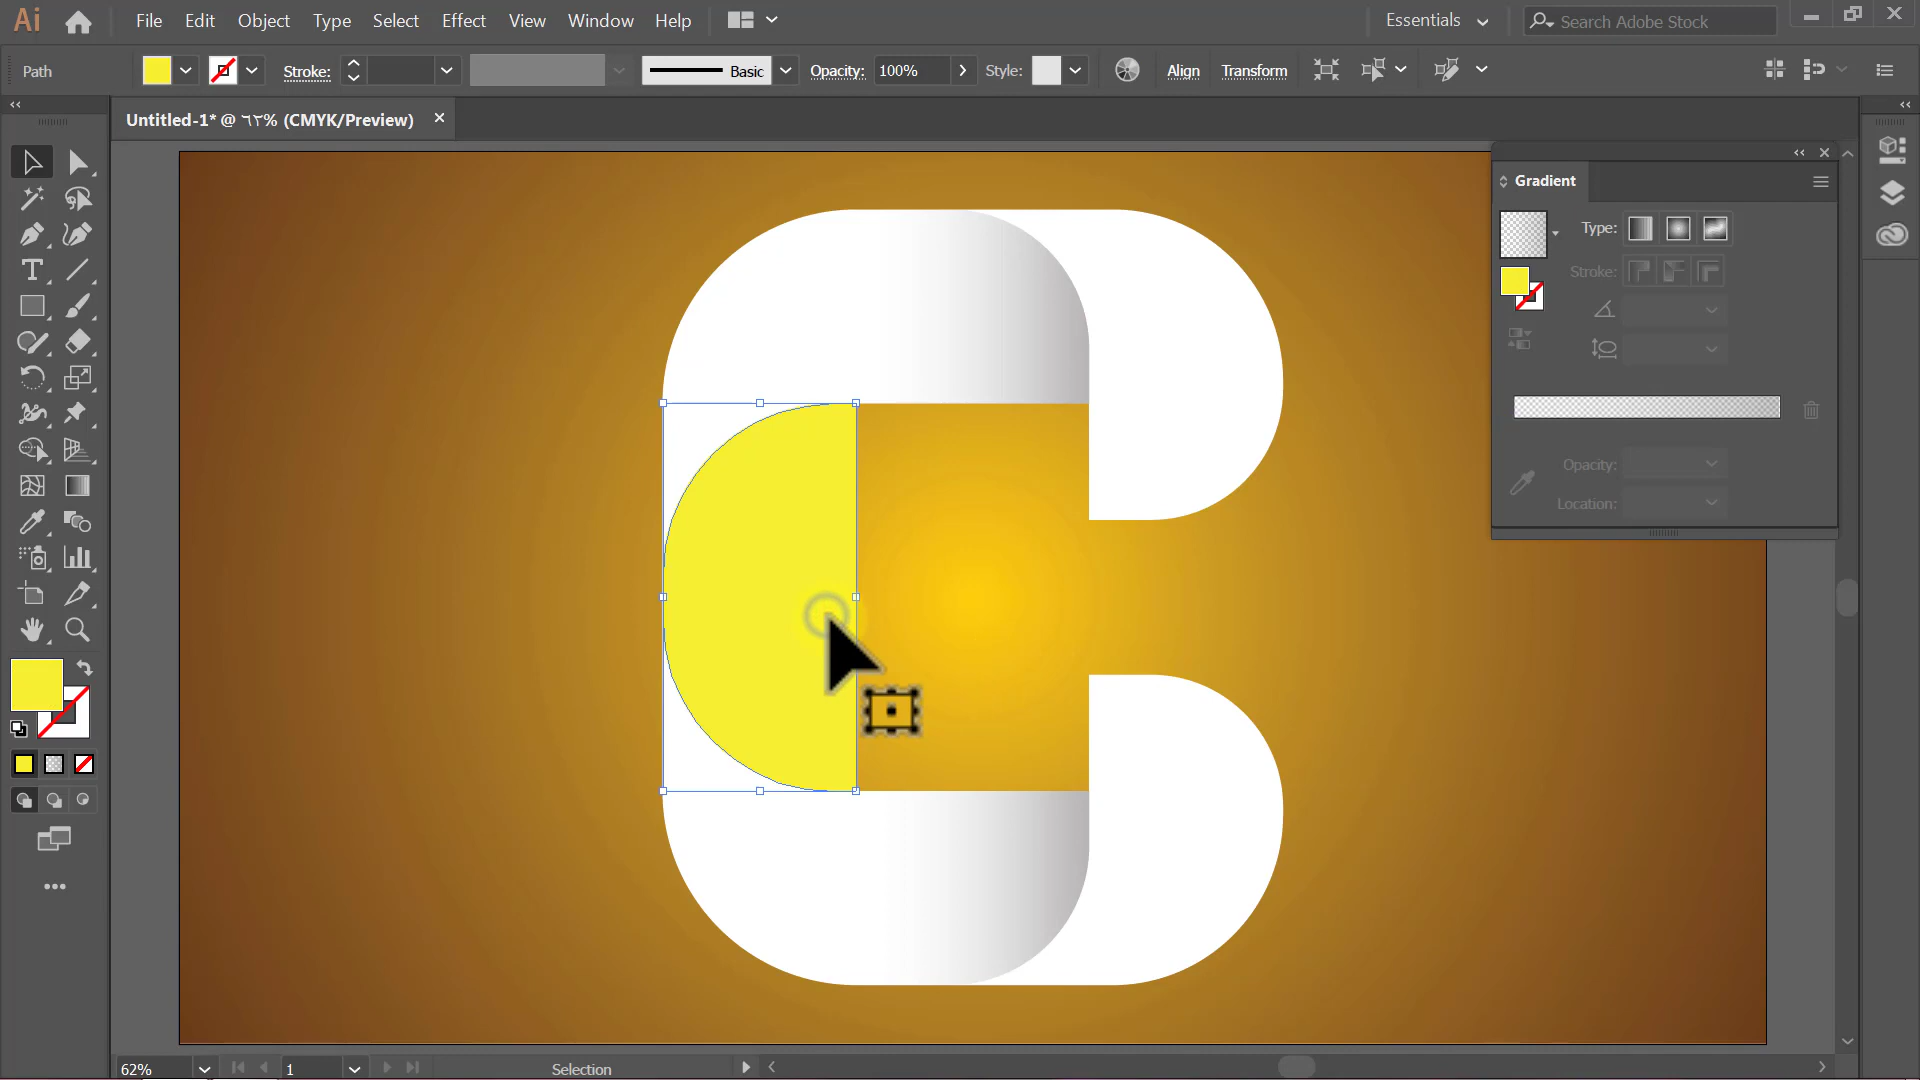 Ai File Edit Object Type Select Effect View Window Help Essentials Search Adobe Stock
Path Stroke: Basic Opacity: 100% Style: Align Transform
Untitled-1* @ ٦٢% (CMYK/Preview)
Gradient
Type:
Stroke:
Opacity:
Location:
62% 1 Selection